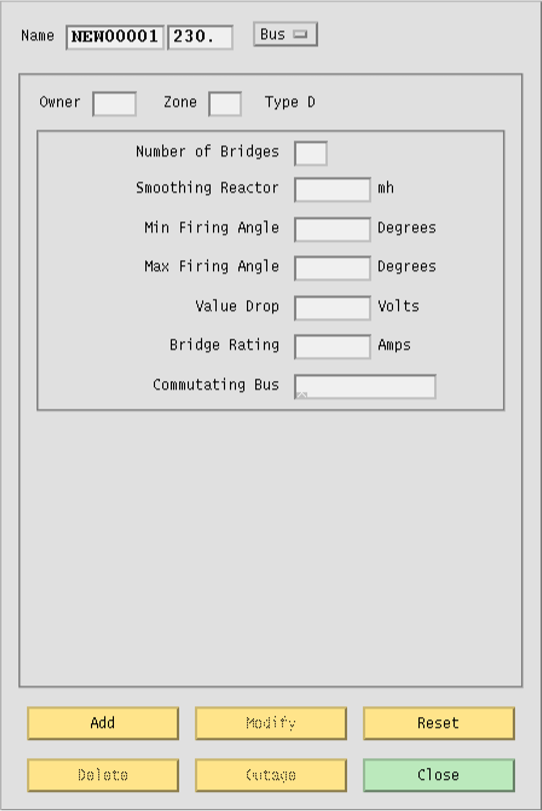 Name NEW00001 230. Bus
Owner Zone Type D
Number of Bridges
Smoothing Reactor mh
Min Firing Angle Degrees
Max Firing Angle Degrees
Value Drop Volts
Bridge Rating Amps
Commutating Bus
Add Modify Reset
Delete Outage Close